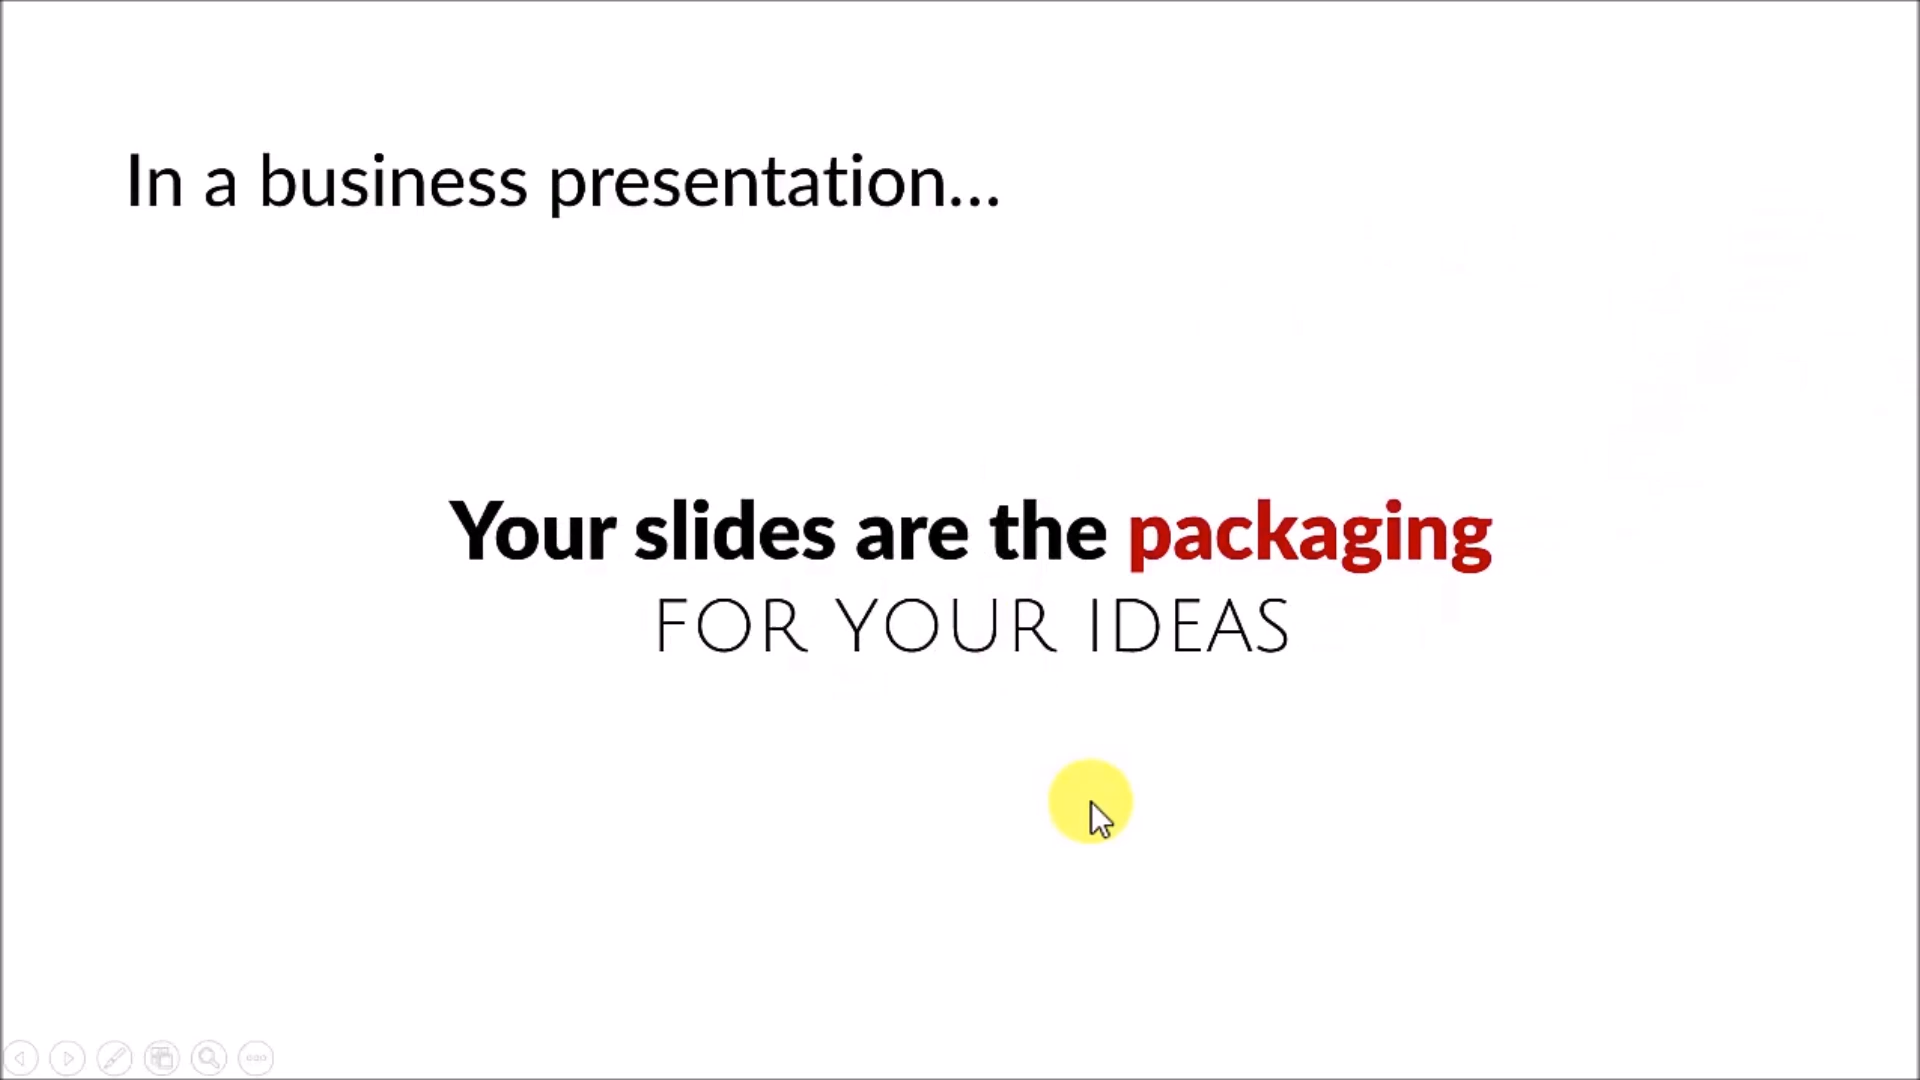 In a business presentation...
Your slides are the packaging
FOR YOUR IDEAS